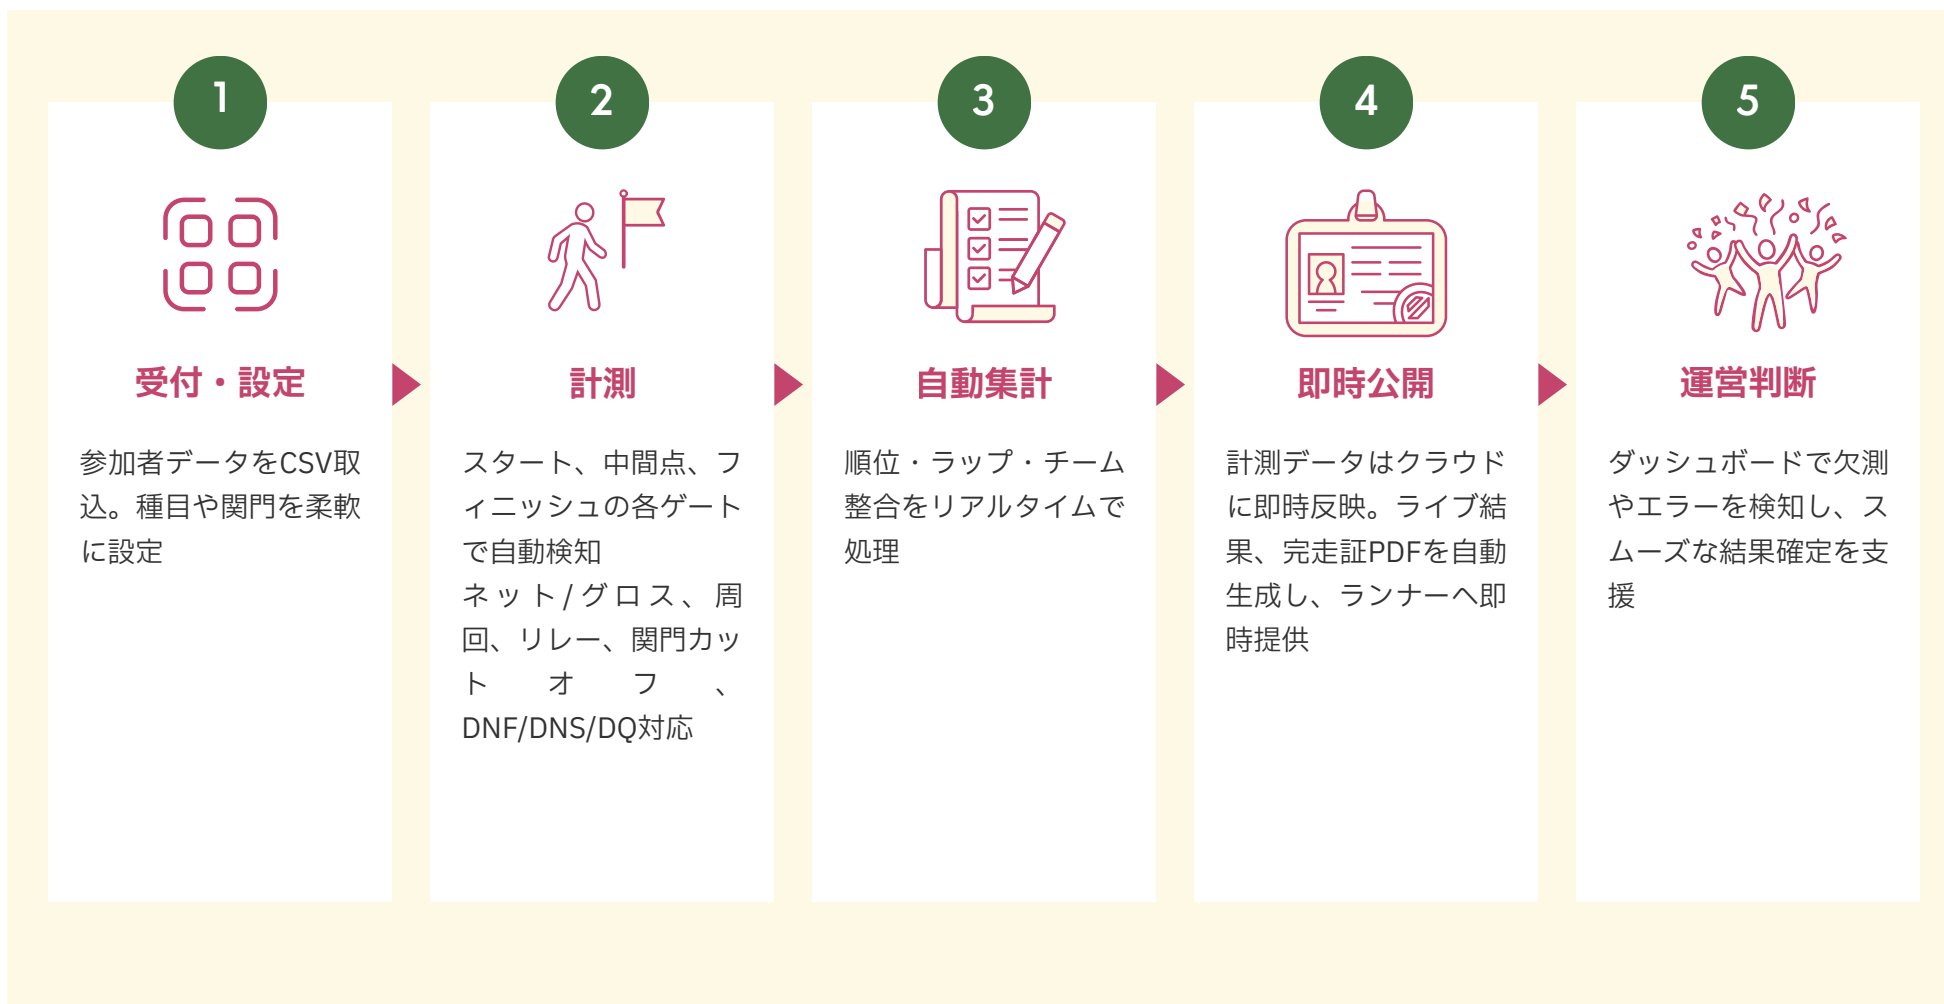 1
受付・設定
参加者データをCSV取
込。種目や関門を柔軟
に設定
2
計測
スタート、中間点、フ
ィニッシュの各ゲート
で自動検知
ネット/グロス、周
回、リレー、関門カッ
トオフ、
DNF/DNS/DQ対応
3
自動集計
順位・ラップ・チーム
整合をリアルタイムで
処理
4
即時公開
計測データはクラウド
に即時反映。ライブ結
果、完走証PDFを自動
生成し、ランナーへ即
時提供
5
運営判断
ダッシュボードで欠測
やエラーを検知し、ス
ムーズな結果確定を支
援